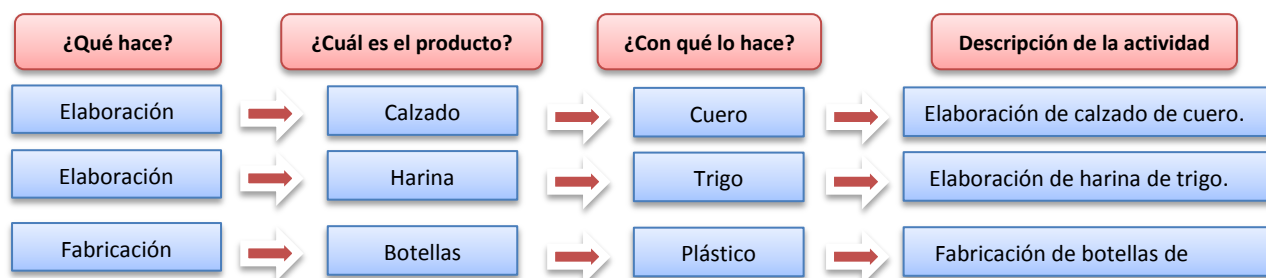 ¿Qué hace? ¿Cuál es el producto? ¿Con qué lo hace? Descripción de la actividad
Elaboración Calzado Cuero Elaboración de calzado de cuero.
Elaboración Harina Trigo Elaboración de harina de trigo.
Fabricación Botellas Plástico Fabricación de botellas de